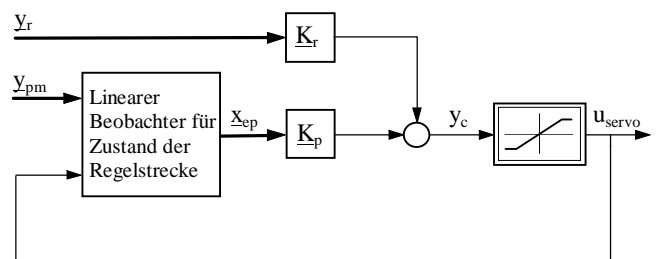 y_r
K_r
y_pm
Linearer
Beobachter für
Zustand der
Regelstrecke
x_ep
K_p
y_c
u_servo